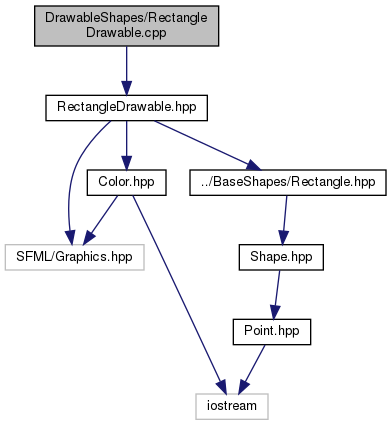 DrawableShapes/Rectangle
Drawable.cpp
RectangleDrawable.hpp
Color.hpp
../BaseShapes/Rectangle.hpp
SFML/Graphics.hpp
Shape.hpp
Point.hpp
iostream